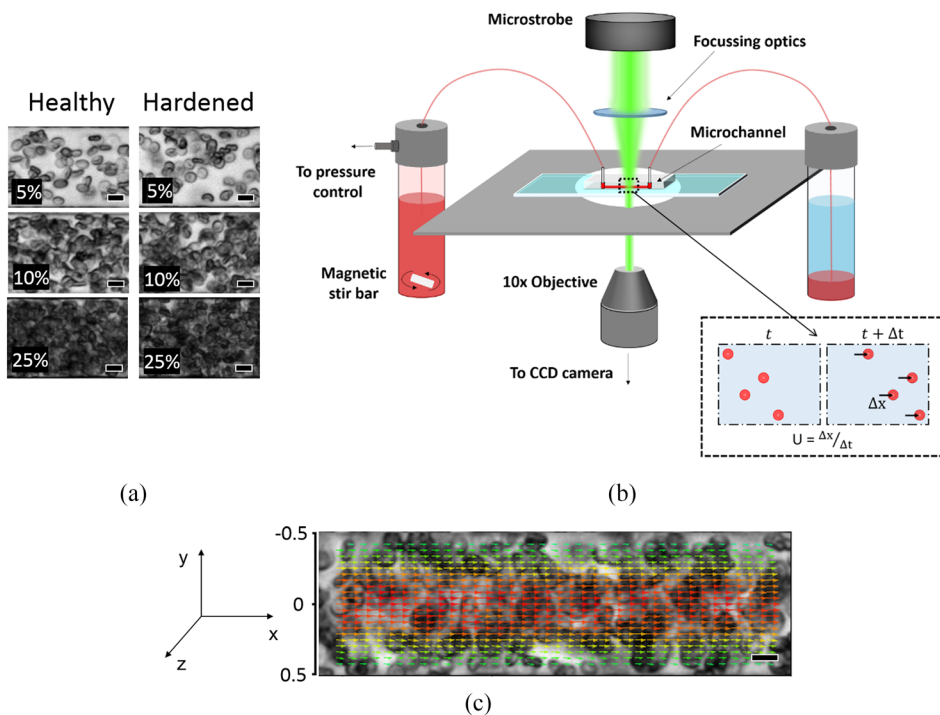 Healthy Hardened
5% 5%
10% 10%
25% 25%
(a)
Microstrobe
Focussing optics
Microchannel
To pressure
control
Magnetic
stir bar
10x Objective
To CCD camera
t t + Δt
Δx
U = Δx/Δt
(b)
-0.5
0
0.5
y
x
z
(c)